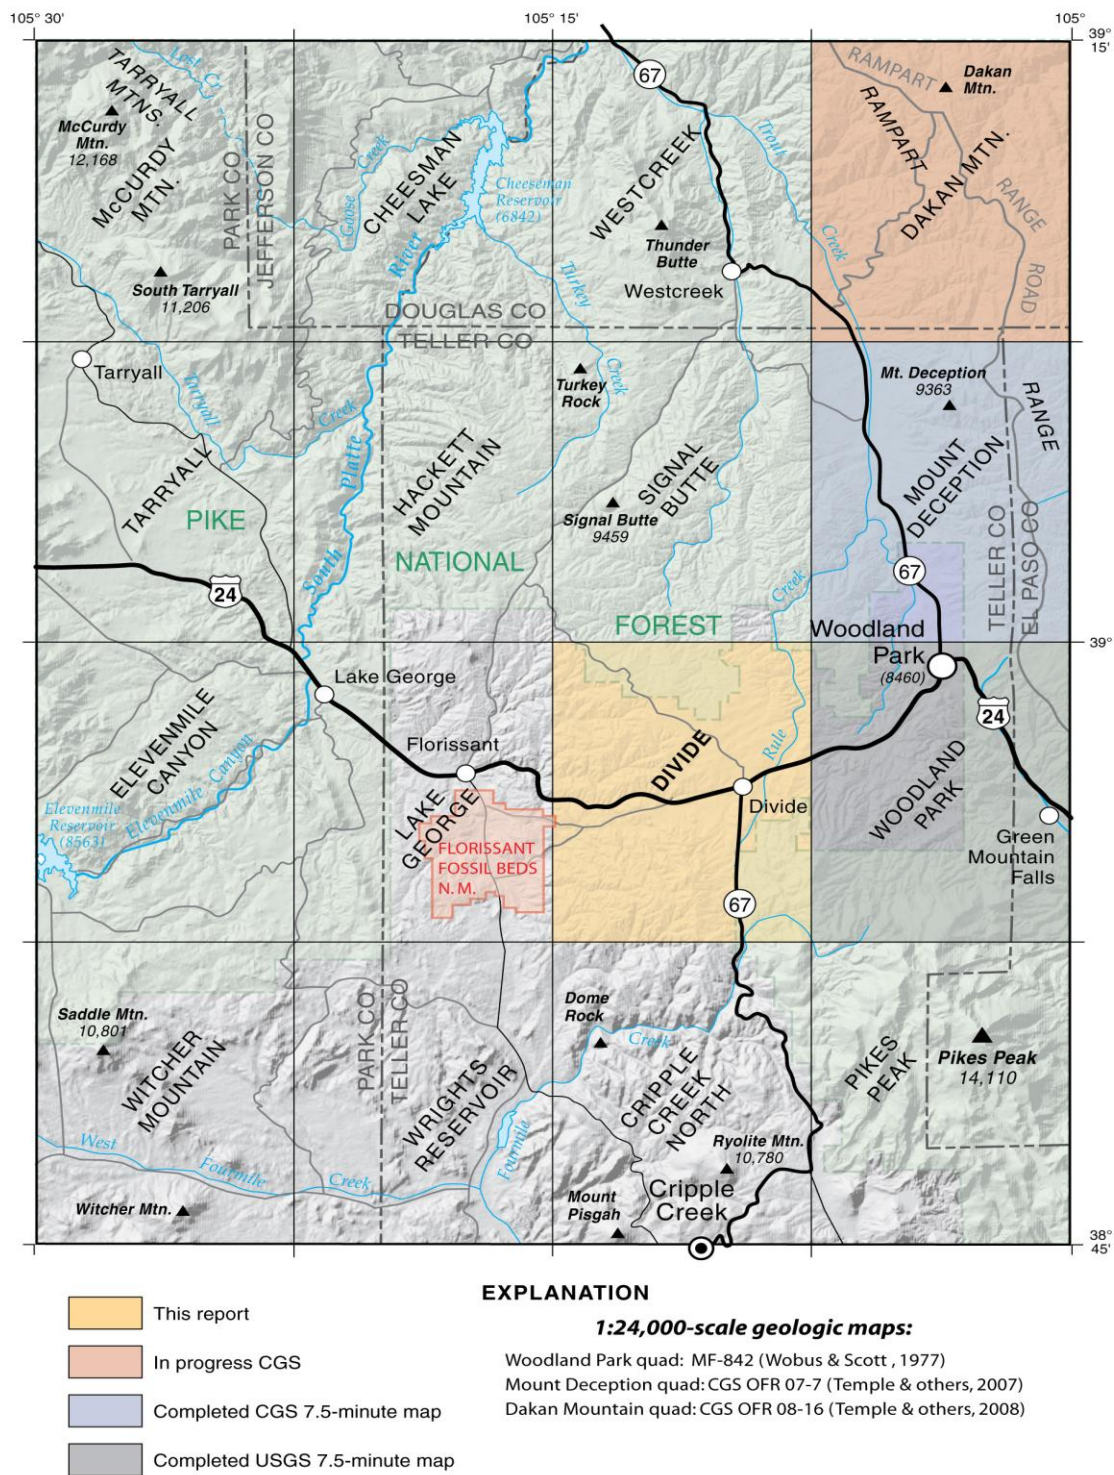 105° 30'
105° 15'
105°
39°
15'
Lost Cr.
TARRYALL
MTNS.
McCurdy
Mtn.
12,168
McCURDY
MTN.
PARK CO
JEFFERSON CO
South Tarryall
11,206
Goose
Creek
CHEESMAN
LAKE
River
Cheeseman
Reservoir
(6842)
67
WESTCREEK
Thunder
Butte
Westcreek
Trout
Creek
Turkey
Creek
RAMPART
RAMPART
Dakan
Mtn.
DAKAN MTN.
RANGE
ROAD
DOUGLAS CO
TELLER CO
Tarryall
Tarryall
Creek
TARRYALL
PIKE
24
South
Platte
HACKETT
MOUNTAIN
NATIONAL
Turkey
Rock
SIGNAL
BUTTE
Signal Butte
9459
FOREST
Creek
Mt. Deception
9363
MOUNT
DECEPTION
RANGE
67
TELLER CO
EL PASO CO
39°
Woodland
Park
(8460)
24
Lake George
Florissant
ELEVENMILE
CANYON
Elevenmile
Reservoir
(8563)
Elevenmile Canyon
LAKE
GEORGE
FLORISSANT
FOSSIL BEDS
N. M.
DIVIDE
Rule
Divide
67
WOODLAND
PARK
Green
Mountain
Falls
Saddle Mtn.
10,801
WITCHER
MOUNTAIN
PARK CO
TELLER CO
WRIGHTS
RESERVOIR
West
Fourmile
Creek
Witcher Mtn.
Dome
Rock
Creek
Fourmile
CRIPPLE
CREEK
NORTH
Ryolite Mtn.
10,780
Mount
Pisgah
Cripple
Creek
PIKES
PEAK
Pikes Peak
14,110
38°
45'
EXPLANATION
This report
In progress CGS
Completed CGS 7.5-minute map
Completed USGS 7.5-minute map
1:24,000-scale geologic maps:
Woodland Park quad: MF-842 (Wobus & Scott , 1977)
Mount Deception quad: CGS OFR 07-7 (Temple & others, 2007)
Dakan Mountain quad: CGS OFR 08-16 (Temple & others, 2008)